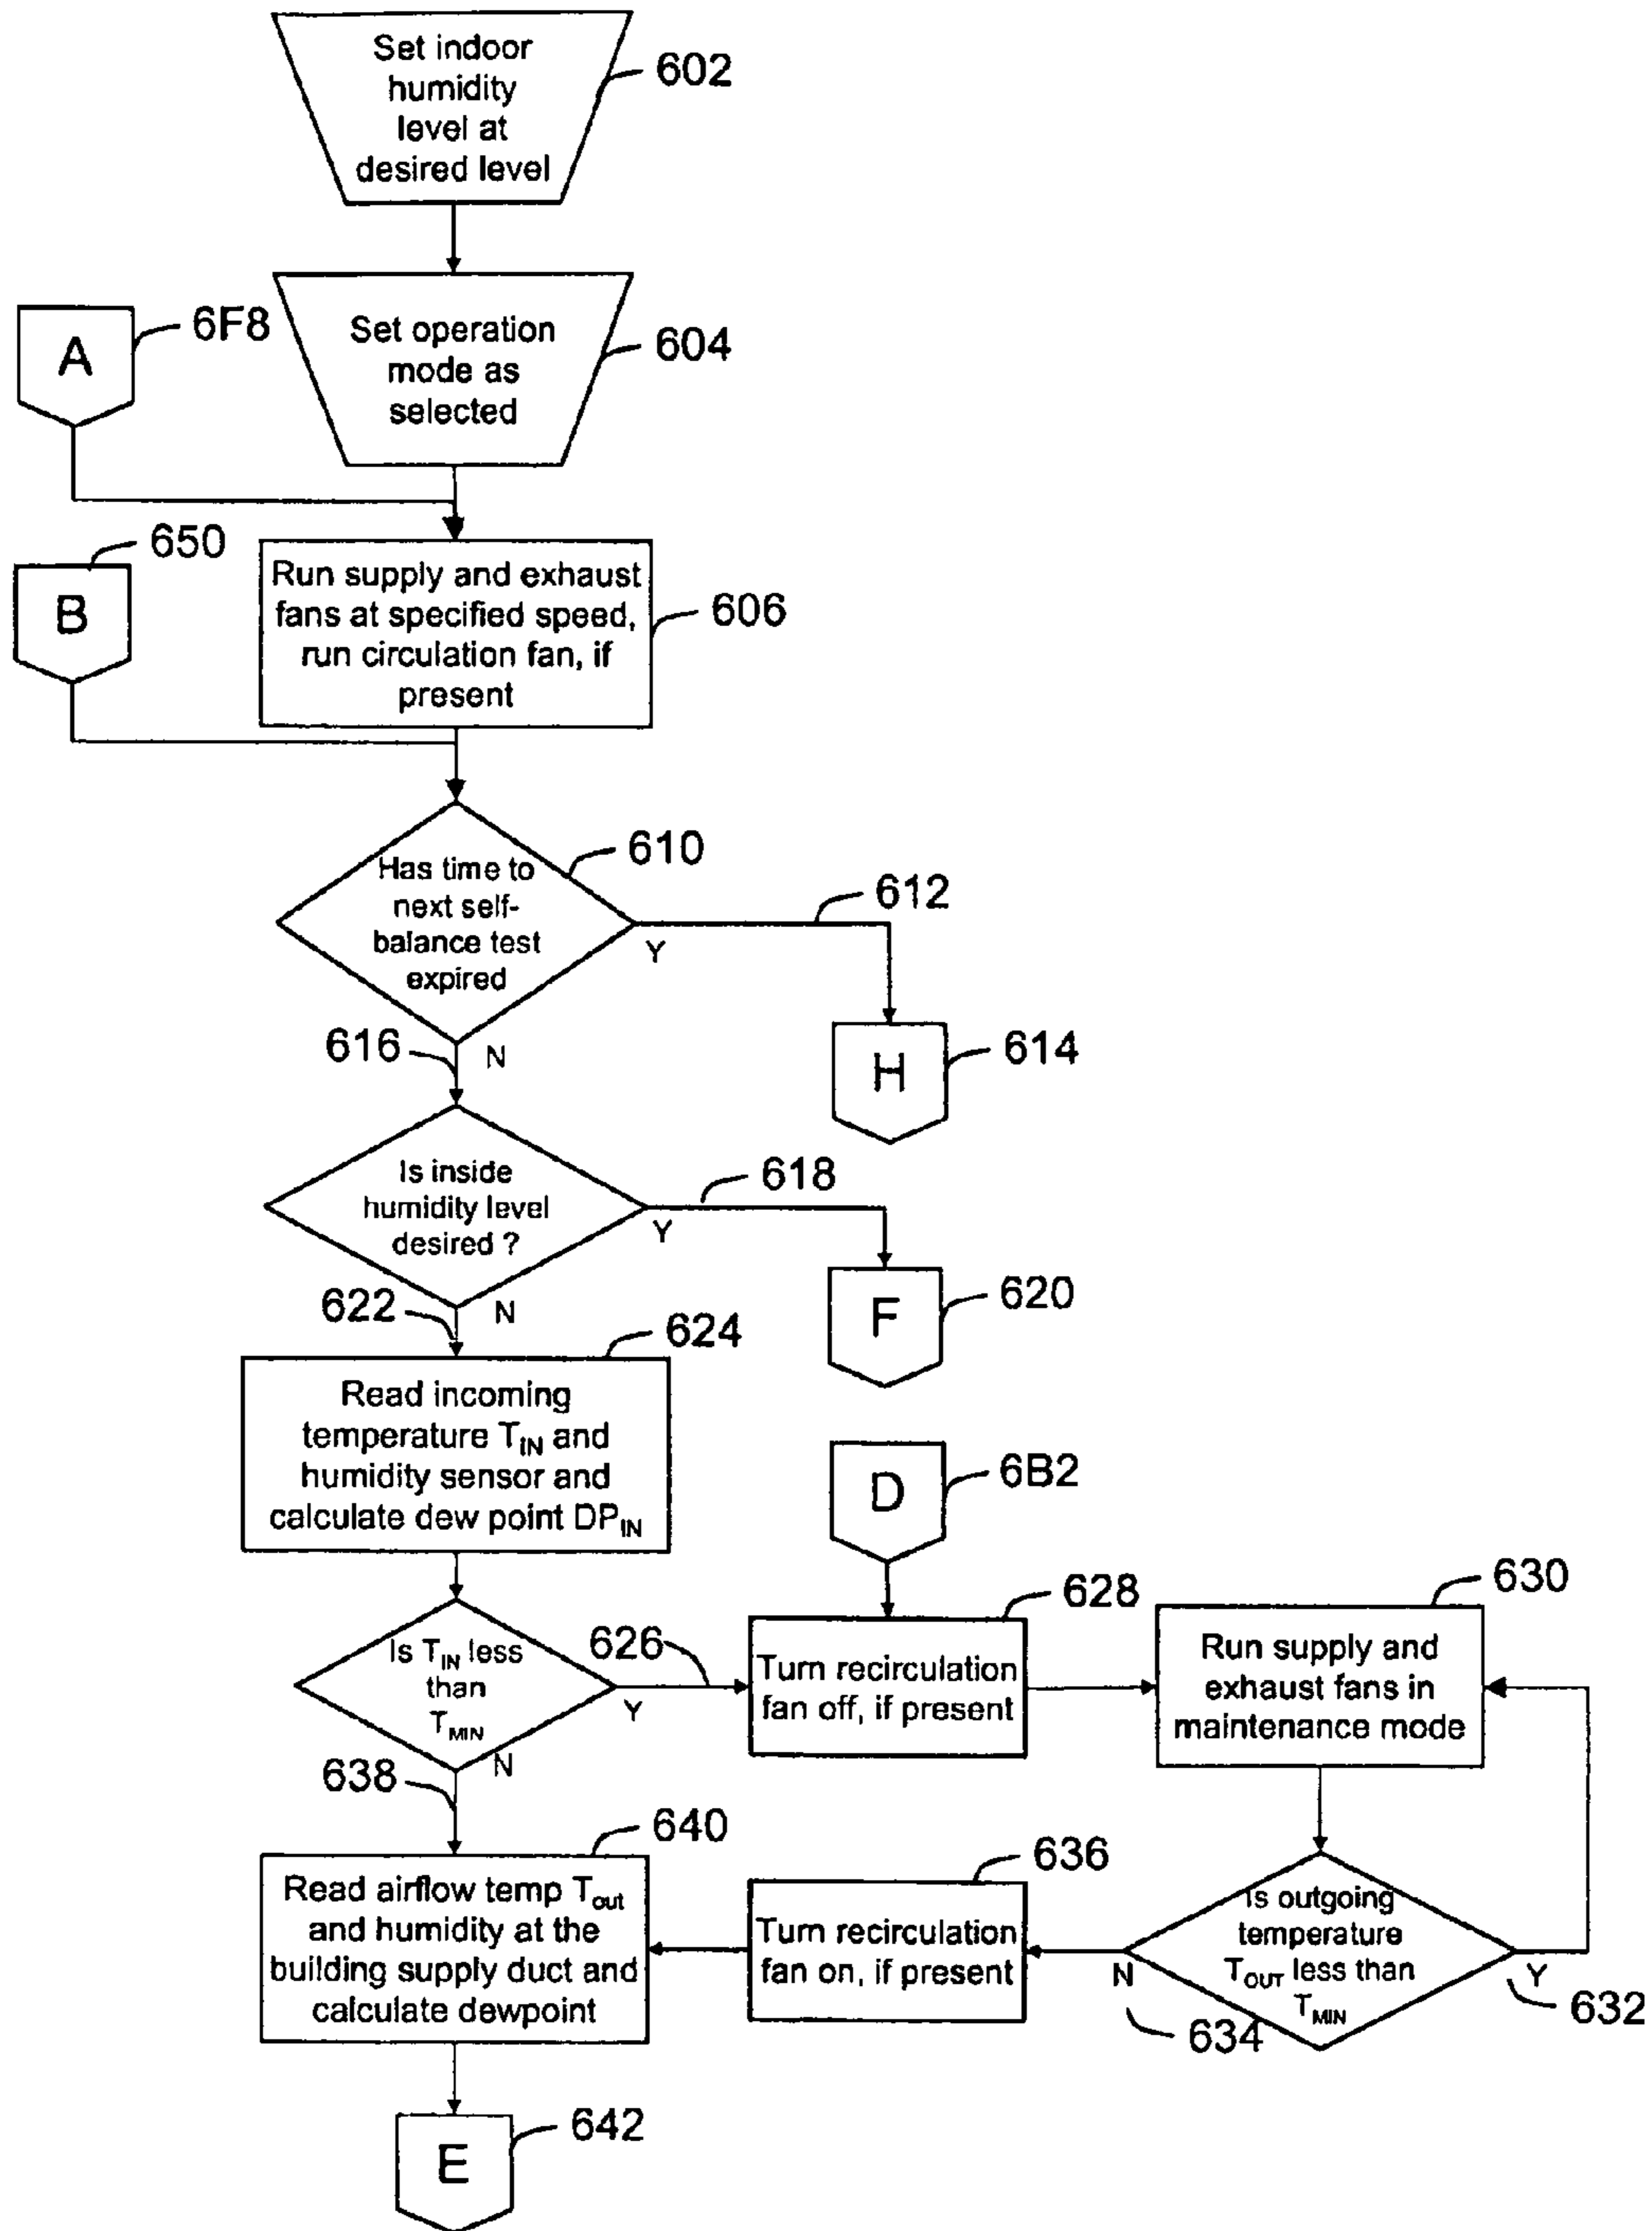 Set indoor
humidity
level at
desired level
602
Set operation
mode as
selected
604
A
6F8
Run supply and exhaust
fans at specified speed,
run circulation fan, if
present
606
B
650
Has time to
next self-
balance test
expired
610
Y
612
H
614
616
N
Is inside
humidity level
desired ?
Y
618
F
620
622
N
624
Read incoming
temperature TIN and
humidity sensor and
calculate dew point DPIN
D
6B2
Is TIN less
than
TMIN
626
Y
628
Turn recirculation
fan off, if present
630
Run supply and
exhaust fans in
maintenance mode
638
N
640
Read airflow temp Tout
and humidity at the
building supply duct and
calculate dewpoint
636
Turn recirculation
fan on, if present
Is outgoing
temperature
TOUT less than
TMIN
N
634
Y
632
E
642